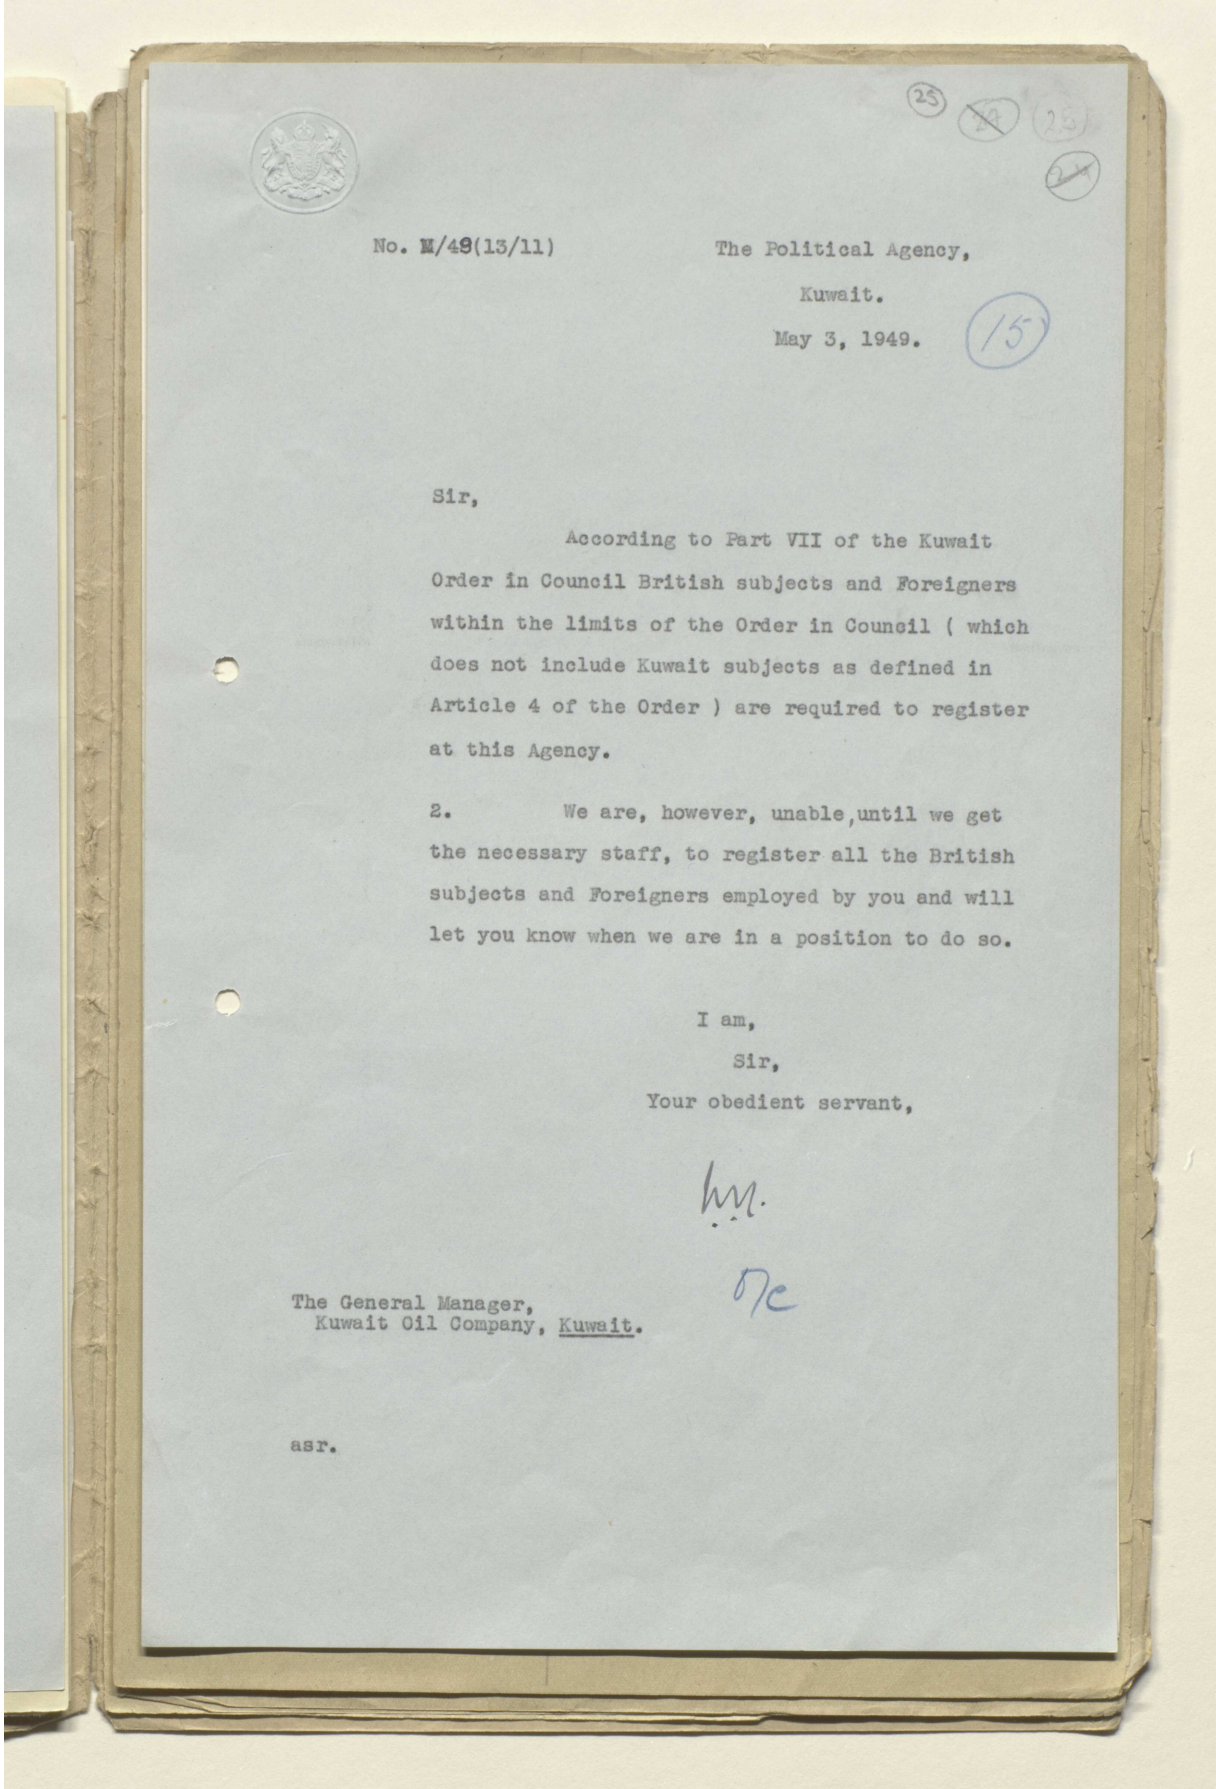 25
27
25
24
No. M/49(13/11)
The Political Agency,
Kuwait.
May 3, 1949.
15
Sir,
According to Part VII of the Kuwait
Order in Council British subjects and Foreigners
within the limits of the Order in Council ( which
does not include Kuwait subjects as defined in
Article 4 of the Order ) are required to register
at this Agency.
2. We are, however, unable,until we get
the necessary staff, to register all the British
subjects and Foreigners employed by you and will
let you know when we are in a position to do so.
I am,
Sir,
Your obedient servant,
The General Manager,
Kuwait Oil Company, Kuwait.
asr.